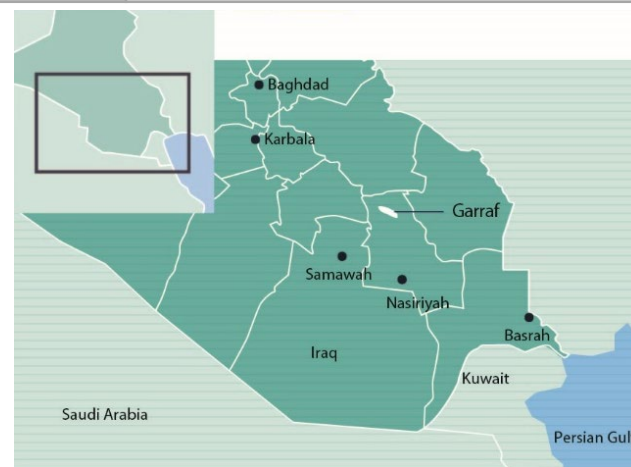 Baghdad
Karbala
Garraf
Samawah
Nasiriyah
Basrah
Iraq
Kuwait
Saudi Arabia
Persian Gul